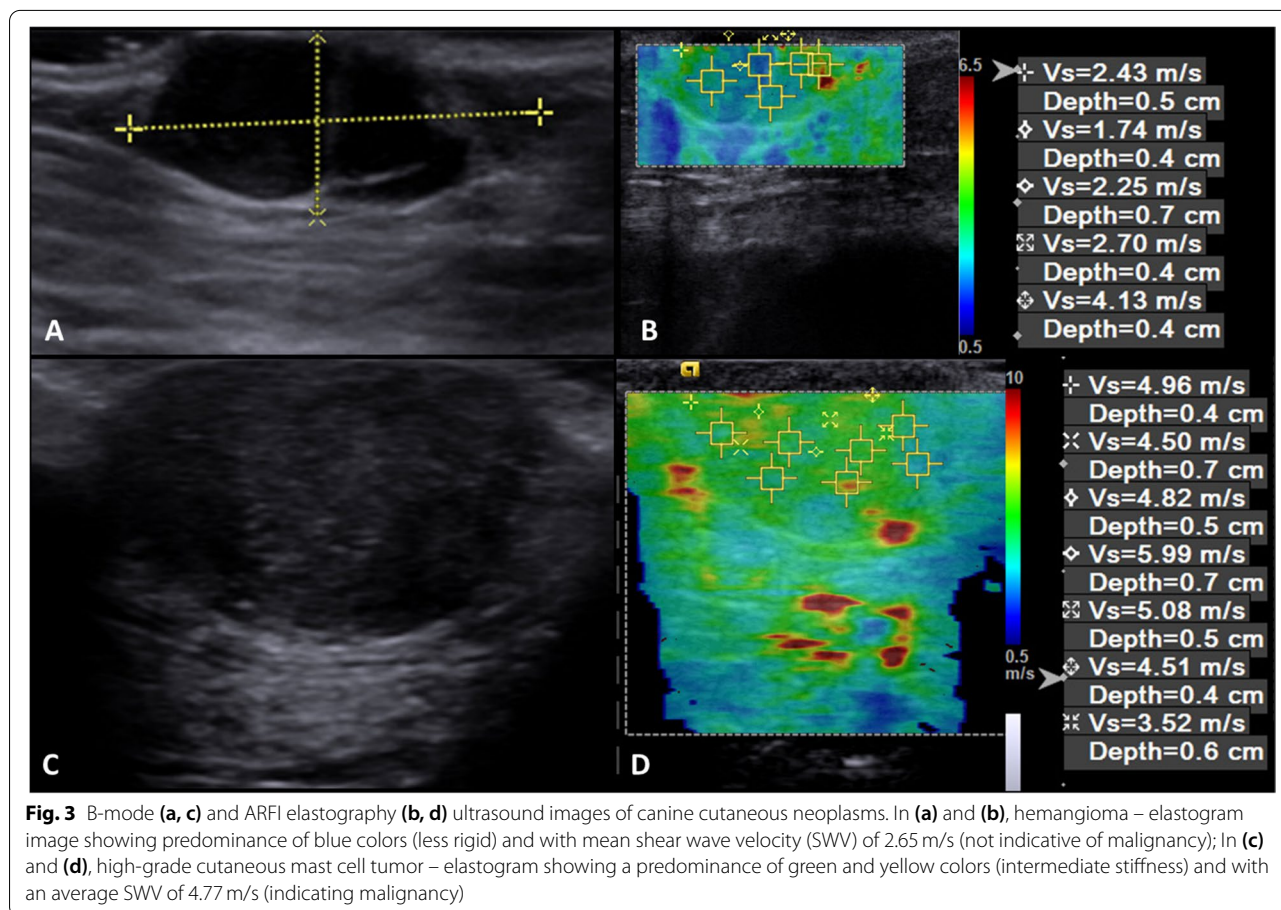 A
B
6.5
0.5
Vs=2.43 m/s
Depth=0.5 cm
Vs=1.74 m/s
Depth=0.4 cm
Vs=2.25 m/s
Depth=0.7 cm
Vs=2.70 m/s
Depth=0.4 cm
Vs=4.13 m/s
Depth=0.4 cm
C
D
10
0.5
m/s
Vs=4.96 m/s
Depth=0.4 cm
Vs=4.50 m/s
Depth=0.7 cm
Vs=4.82 m/s
Depth=0.5 cm
Vs=5.99 m/s
Depth=0.7 cm
Vs=5.08 m/s
Depth=0.5 cm
Vs=4.51 m/s
Depth=0.4 cm
Vs=3.52 m/s
Depth=0.6 cm
Fig. 3 B-mode (a, c) and ARFI elastography (b, d) ultrasound images of canine cutaneous neoplasms. In (a) and (b), hemangioma – elastogram
image showing predominance of blue colors (less rigid) and with mean shear wave velocity (SWV) of 2.65 m/s (not indicative of malignancy); In (c)
and (d), high-grade cutaneous mast cell tumor – elastogram showing a predominance of green and yellow colors (intermediate stiffness) and with
an average SWV of 4.77 m/s (indicating malignancy)